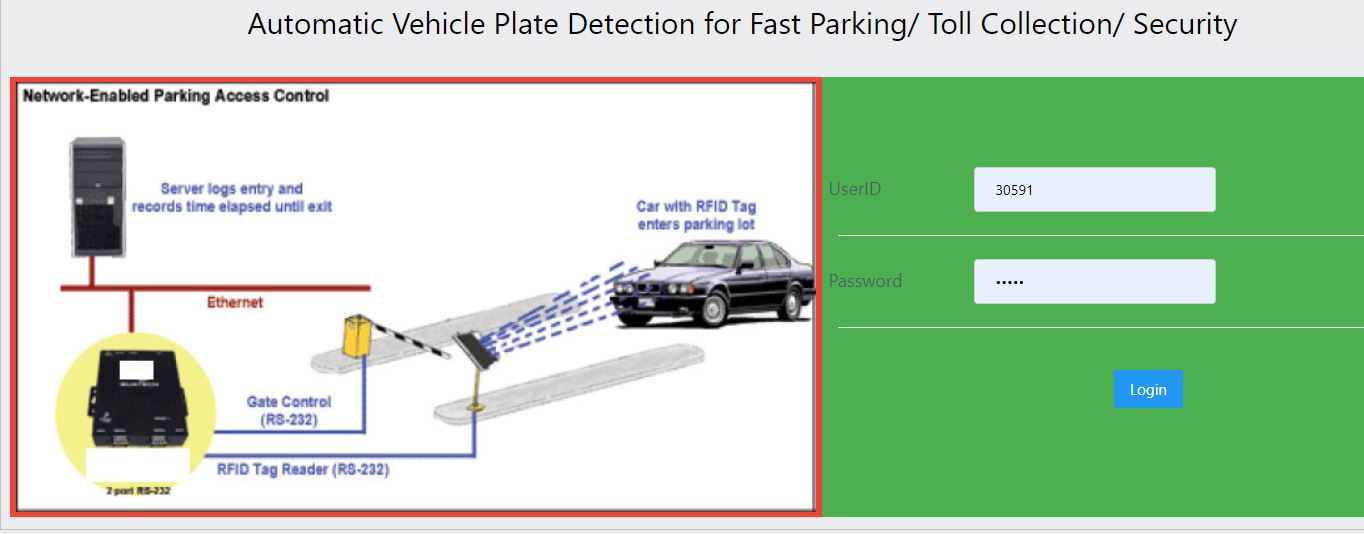 Automatic Vehicle Plate Detection for Fast Parking/ Toll Collection/ Security
Network-Enabled Parking Access Control
Server logs entry and
records time elapsed until exit
Car with RFID Tag
enters parking lot
Ethernet
Gate Control
(RS-232)
RFID Tag Reader (RS-232)
2 port RS-232
UserID
30591
Password
•••••
Login